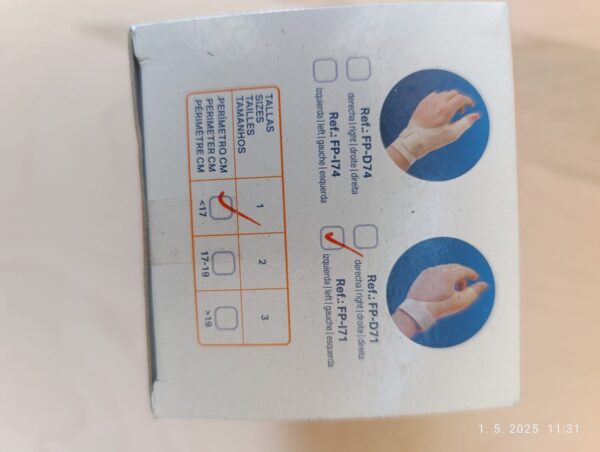 Ref.: FP-D74
derecha | right | droite | direita
Ref.: FP-I74
izquierda | left | gauche | esquerda
Ref.: FP-D71
derecha | right | droite | direita
Ref.: FP-I71
izquierda | left | gauche | esquerda
TALLAS
SIZES
TAILLES
TAMANHOS
1
2
3
PERÍMETRO CM
PERIMETER CM
PÉRIMÈTRE CM
<17
17-19
>19
1. 5. 2025 11:31